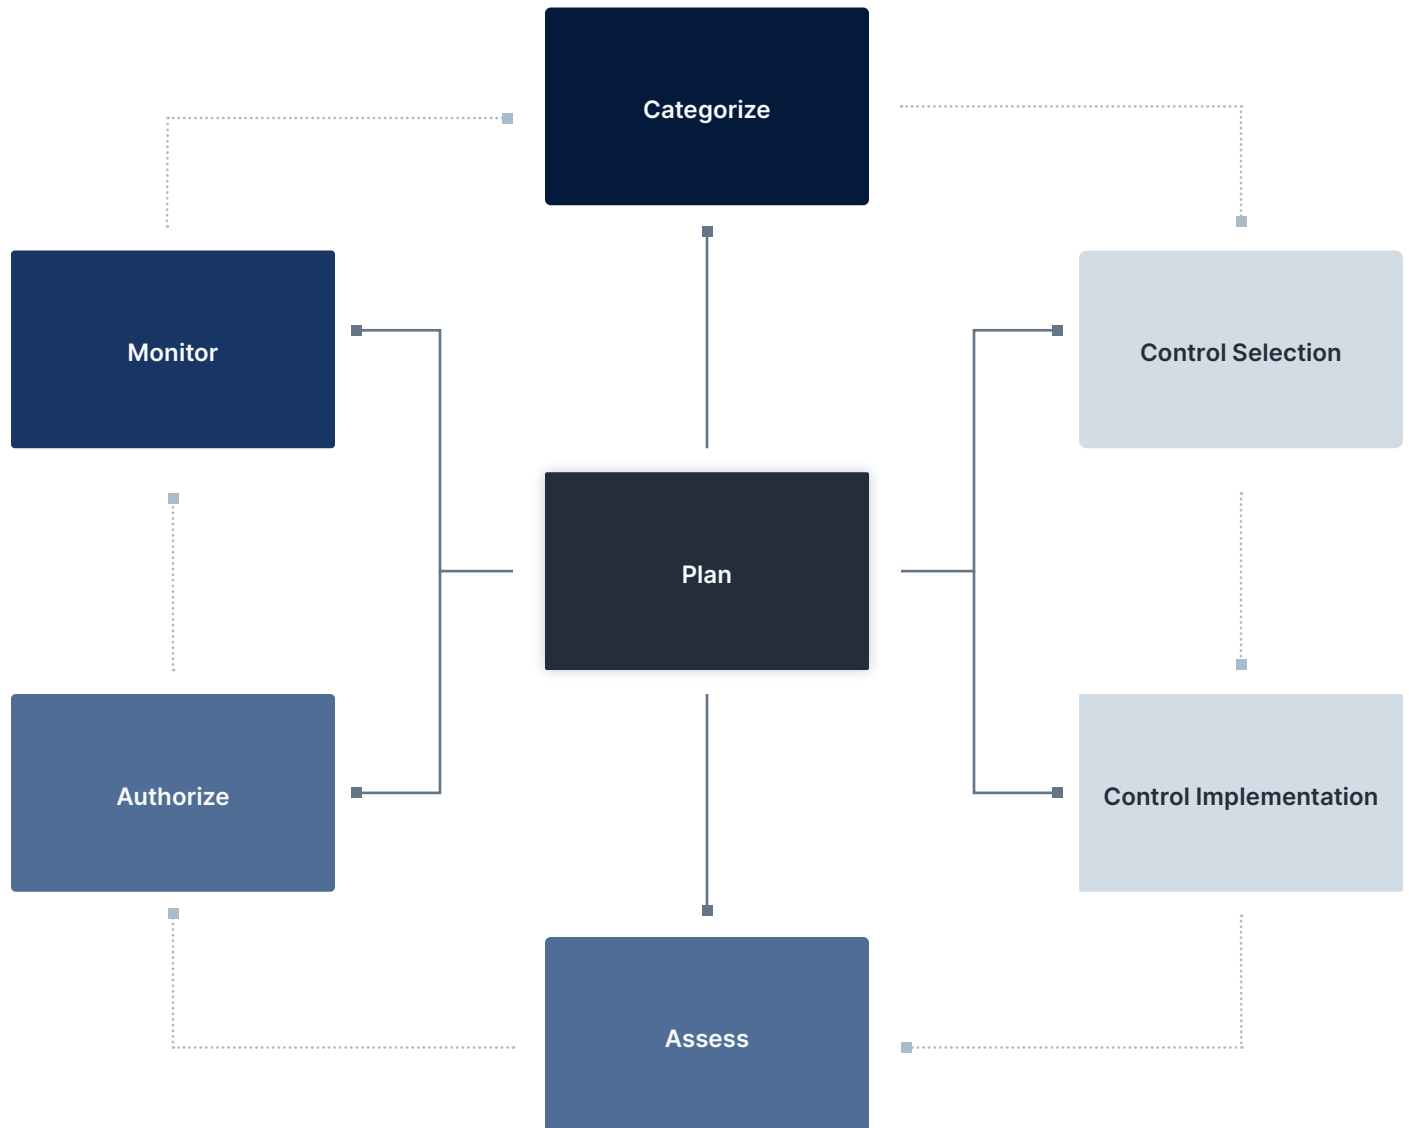 Categorize
Monitor
Control Selection
Plan
Authorize
Control Implementation
Assess